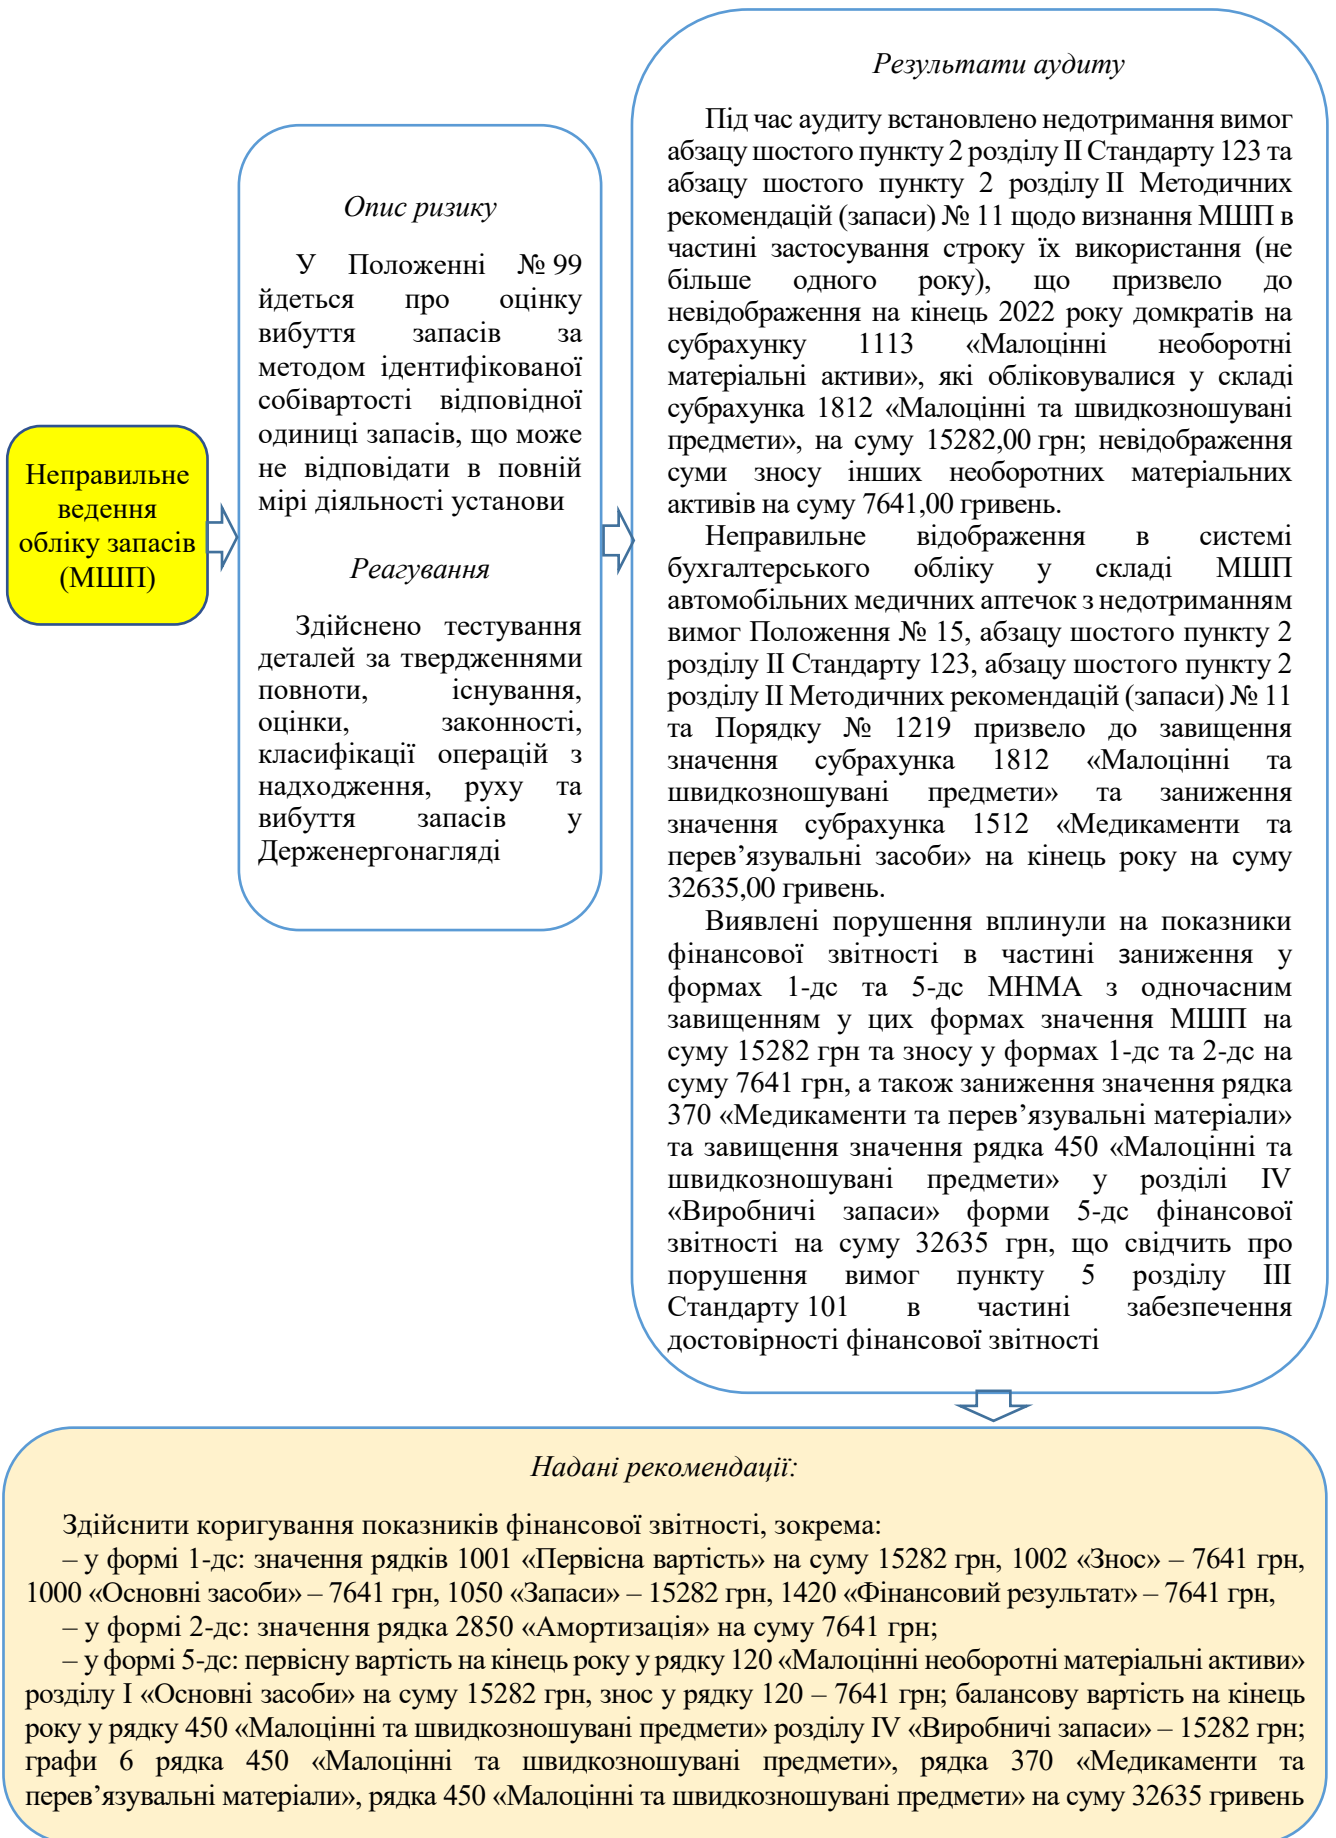 Неправильне
ведення
обліку запасів
(МШП)
Опис ризику
У Положенні № 99
йдеться про оцінку
вибуття запасів за
методом ідентифікованої
собівартості відповідної
одиниці запасів, що може
не відповідати в повній
мірі діяльності установи
Реагування
Здійснено тестування
деталей за твердженнями
повноти, існування,
оцінки, законності,
класифікації операцій з
надходження, руху та
вибуття запасів у
Держенергонагляді
Результати аудиту
Під час аудиту встановлено недотримання вимог
абзацу шостого пункту 2 розділу ІІ Стандарту 123 та
абзацу шостого пункту 2 розділу ІІ Методичних
рекомендацій (запаси) № 11 щодо визнання МШП в
частині застосування строку їх використання (не
більше одного року), що призвело до
невідображення на кінець 2022 року домкратів на
субрахунку 1113 «Малоцінні необоротні
матеріальні активи», які обліковувалися у складі
субрахунка 1812 «Малоцінні та швидкозношувані
предмети», на суму 15282,00 грн; невідображення
суми зносу інших необоротних матеріальних
активів на суму 7641,00 гривень.
Неправильне відображення в системі
бухгалтерського обліку у складі МШП
автомобільних медичних аптечок з недотриманням
вимог Положення № 15, абзацу шостого пункту 2
розділу ІІ Стандарту 123, абзацу шостого пункту 2
розділу ІІ Методичних рекомендацій (запаси) № 11
та Порядку № 1219 призвело до завищення
значення субрахунка 1812 «Малоцінні та
швидкозношувані предмети» та заниження
значення субрахунка 1512 «Медикаменти та
перев’язувальні засоби» на кінець року на суму
32635,00 гривень.
Виявлені порушення вплинули на показники
фінансової звітності в частині заниження у
формах 1-дс та 5-дс МНМА з одночасним
завищенням у цих формах значення МШП на
суму 15282 грн та зносу у формах 1-дс та 2-дс на
суму 7641 грн, а також заниження значення рядка
370 «Медикаменти та перев’язувальні матеріали»
та завищення значення рядка 450 «Малоцінні та
швидкозношувані предмети» у розділі IV
«Виробничі запаси» форми 5-дс фінансової
звітності на суму 32635 грн, що свідчить про
порушення вимог пункту 5 розділу ІІІ
Стандарту 101 в частині забезпечення
достовірності фінансової звітності
Надані рекомендації:
Здійснити коригування показників фінансової звітності, зокрема:
– у формі 1-дс: значення рядків 1001 «Первісна вартість» на суму 15282 грн, 1002 «Знос» – 7641 грн,
1000 «Основні засоби» – 7641 грн, 1050 «Запаси» – 15282 грн, 1420 «Фінансовий результат» – 7641 грн,
– у формі 2-дс: значення рядка 2850 «Амортизація» на суму 7641 грн;
– у формі 5-дс: первісну вартість на кінець року у рядку 120 «Малоцінні необоротні матеріальні активи»
розділу І «Основні засоби» на суму 15282 грн, знос у рядку 120 – 7641 грн; балансову вартість на кінець
року у рядку 450 «Малоцінні та швидкозношувані предмети» розділу IV «Виробничі запаси» – 15282 грн;
графи 6 рядка 450 «Малоцінні та швидкозношувані предмети», рядка 370 «Медикаменти та
перев’язувальні матеріали», рядка 450 «Малоцінні та швидкозношувані предмети» на суму 32635 гривень